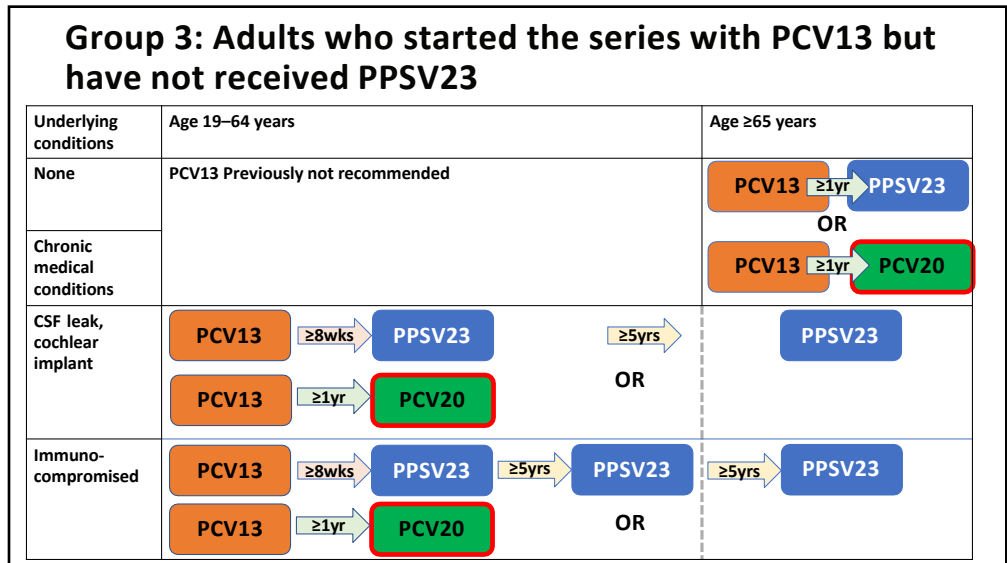 Group 3: Adults who started the series with PCV13 but
have not received PPSV23
Underlying
conditions
Age 19–64 years
Age ≥65 years
None
PCV13 Previously not recommended
PCV13 ≥1yr PPSV23
OR
Chronic
medical
conditions
PCV13 ≥1yr PCV20
CSF leak,
cochlear
implant
PCV13 ≥8wks PPSV23 ≥5yrs PPSV23
OR
PCV13 ≥1yr PCV20
Immuno-
compromised
PCV13 ≥8wks PPSV23 ≥5yrs PPSV23 ≥5yrs PPSV23
OR
PCV13 ≥1yr PCV20